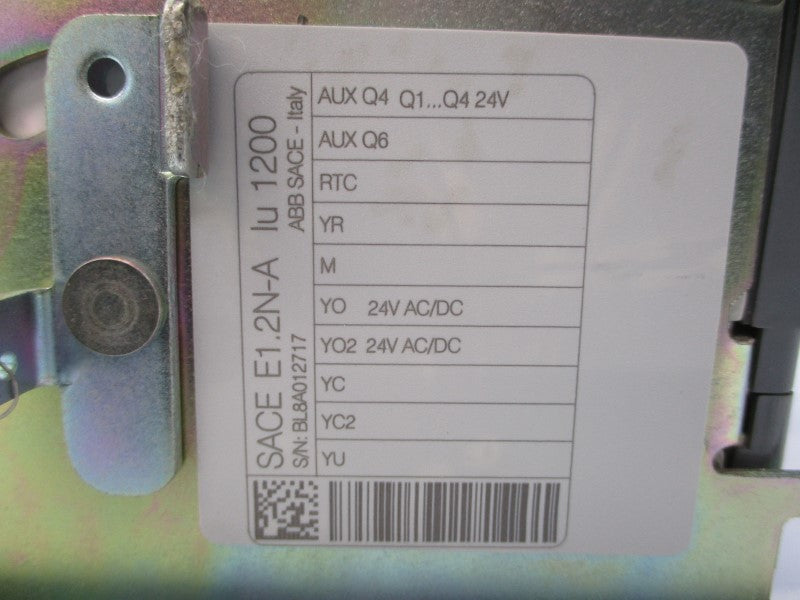 SACE E1.2N-A Iu 1200
S/N: BL8A012717 ABB SACE - Italy
AUX Q4 Q1...Q4 24V
AUX Q6
RTC
YR
M
YO 24V AC/DC
YO2 24V AC/DC
YC
YC2
YU